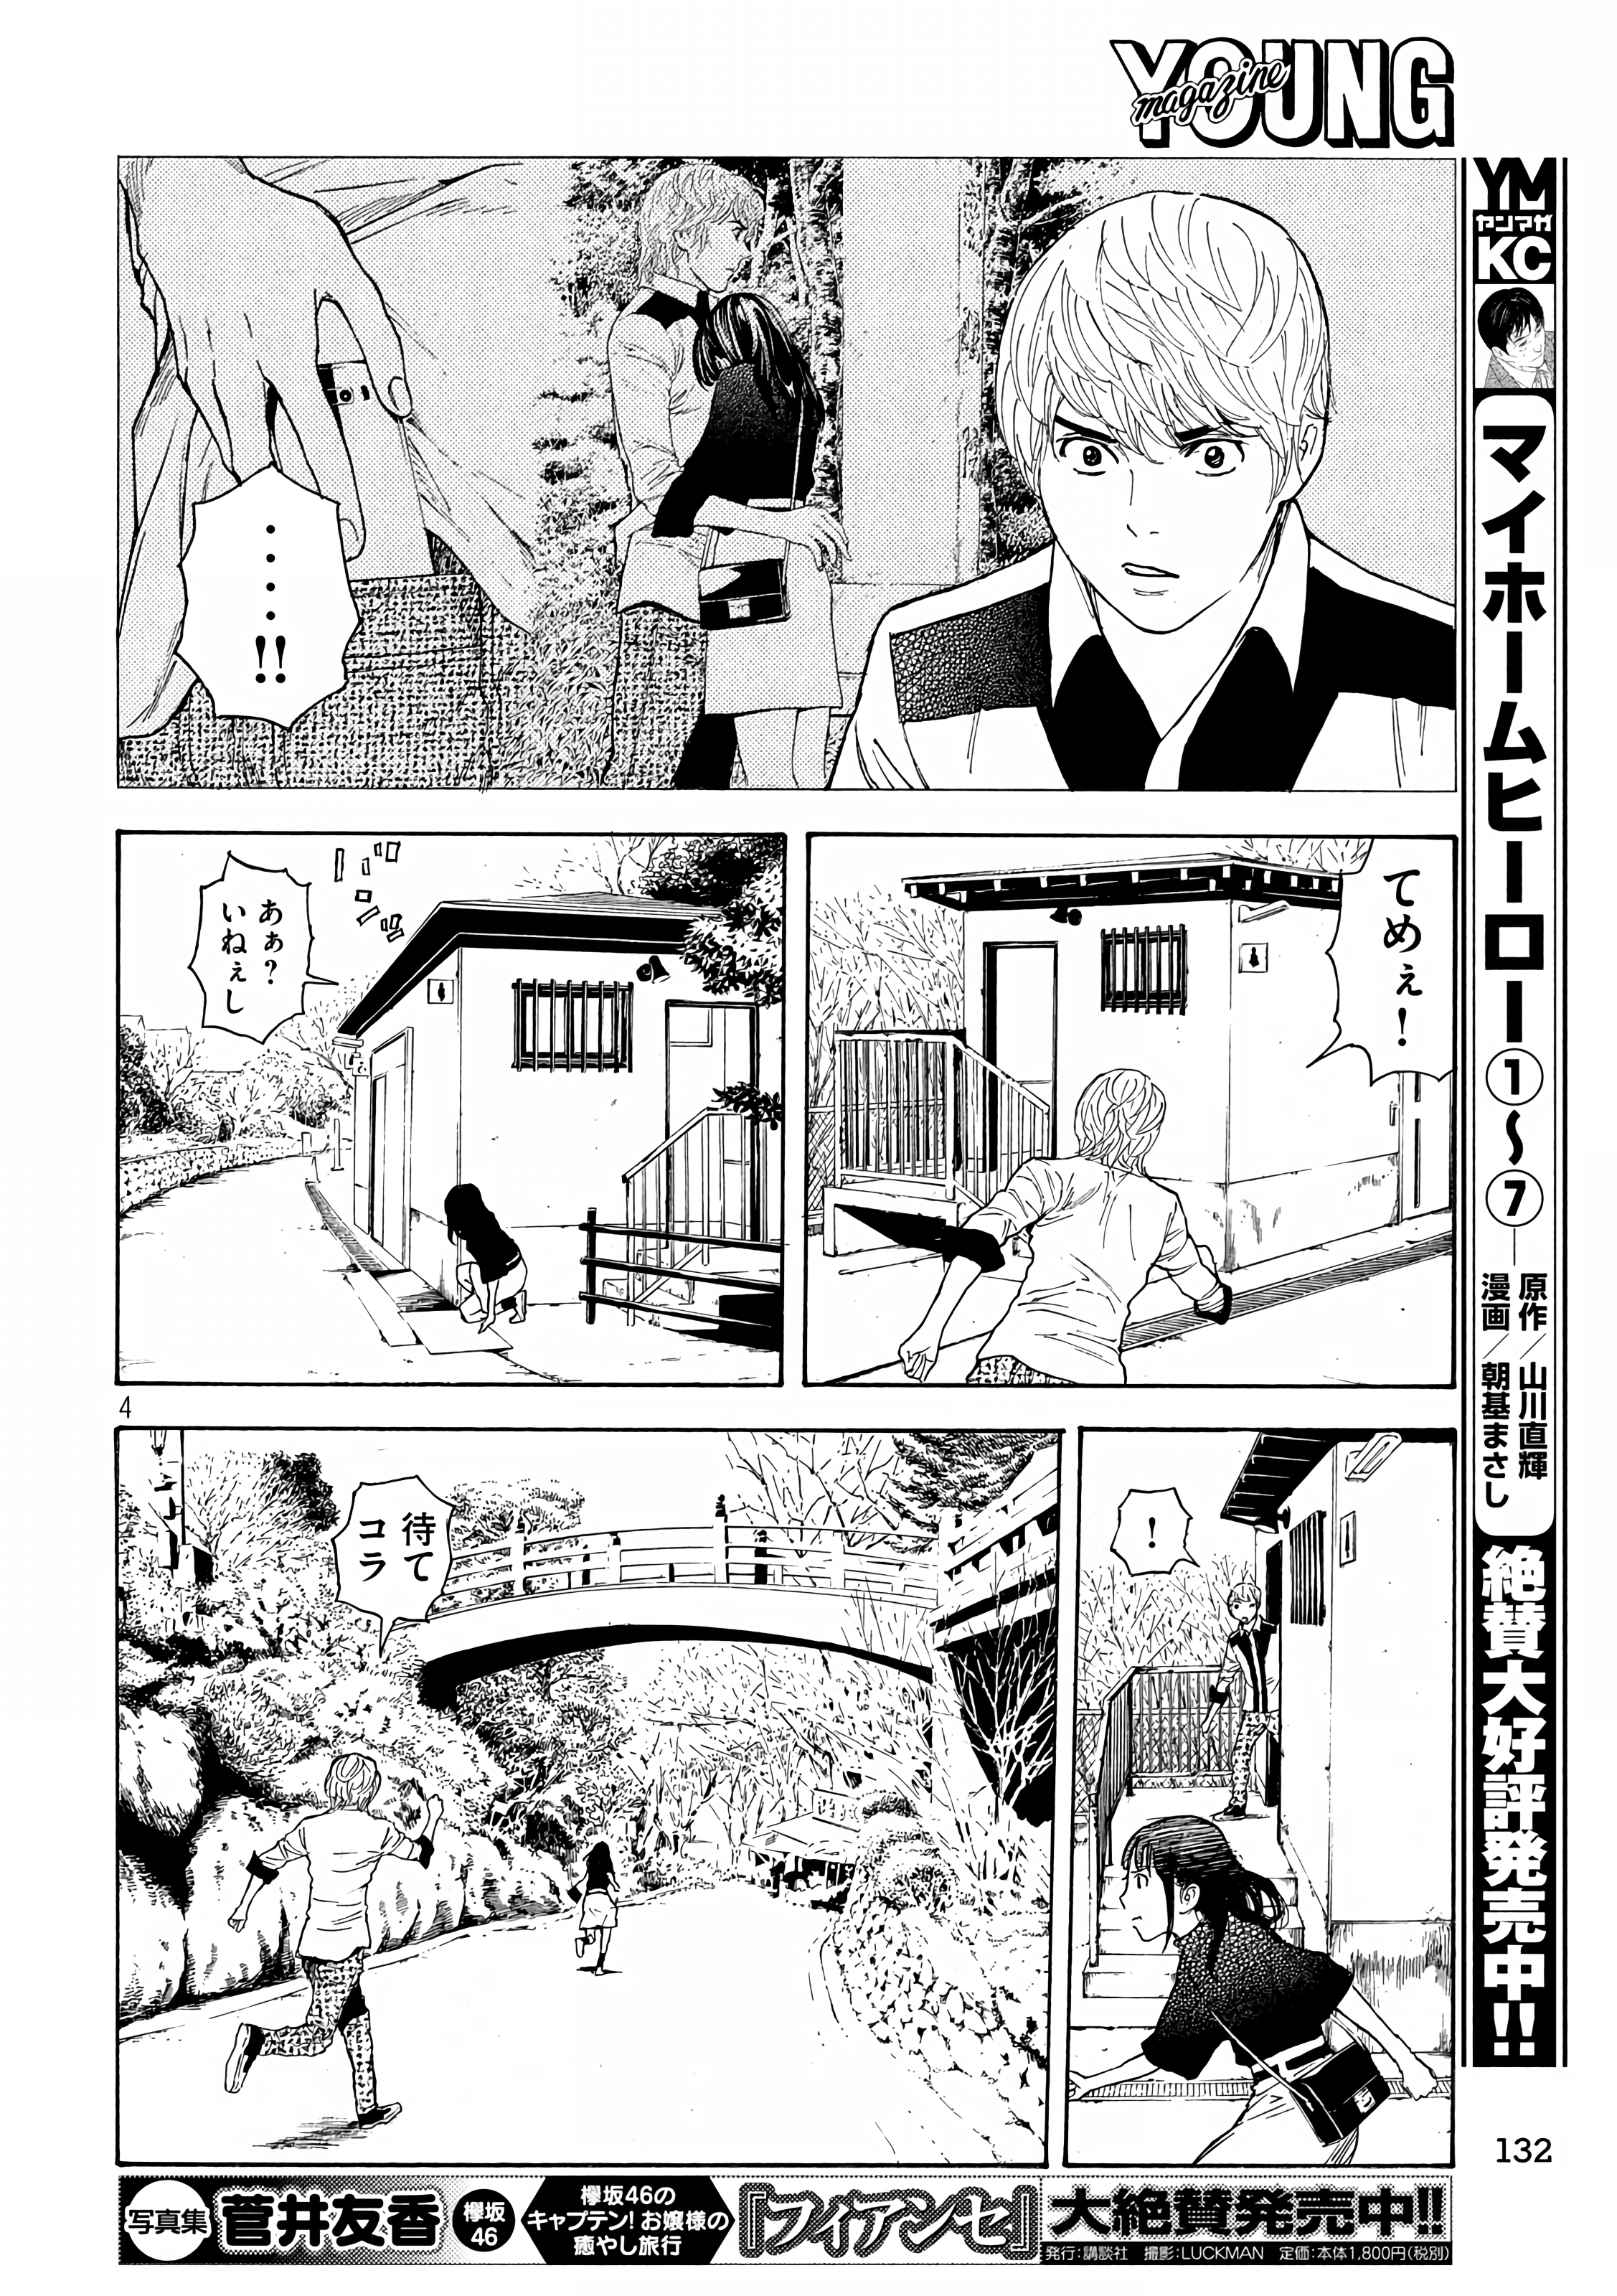 YOUNG
magazine
YM
ヤンマガ
KC
マイホームヒーロー①〜⑦
原作／山川直輝
漫画／朝基まさし
絶賛大好評発売中!!
・・・・!!
てめぇ!
あぁ?
いねぇし
4
!
待て
コラ
132
写真集
菅井友香
欅坂
46
欅坂46の
キャプテン!お嬢様の
癒やし旅行
『フィアンセ』
大絶賛発売中!!
発行:講談社 撮影:LUCKMAN 定価:本体1,800円(税別)